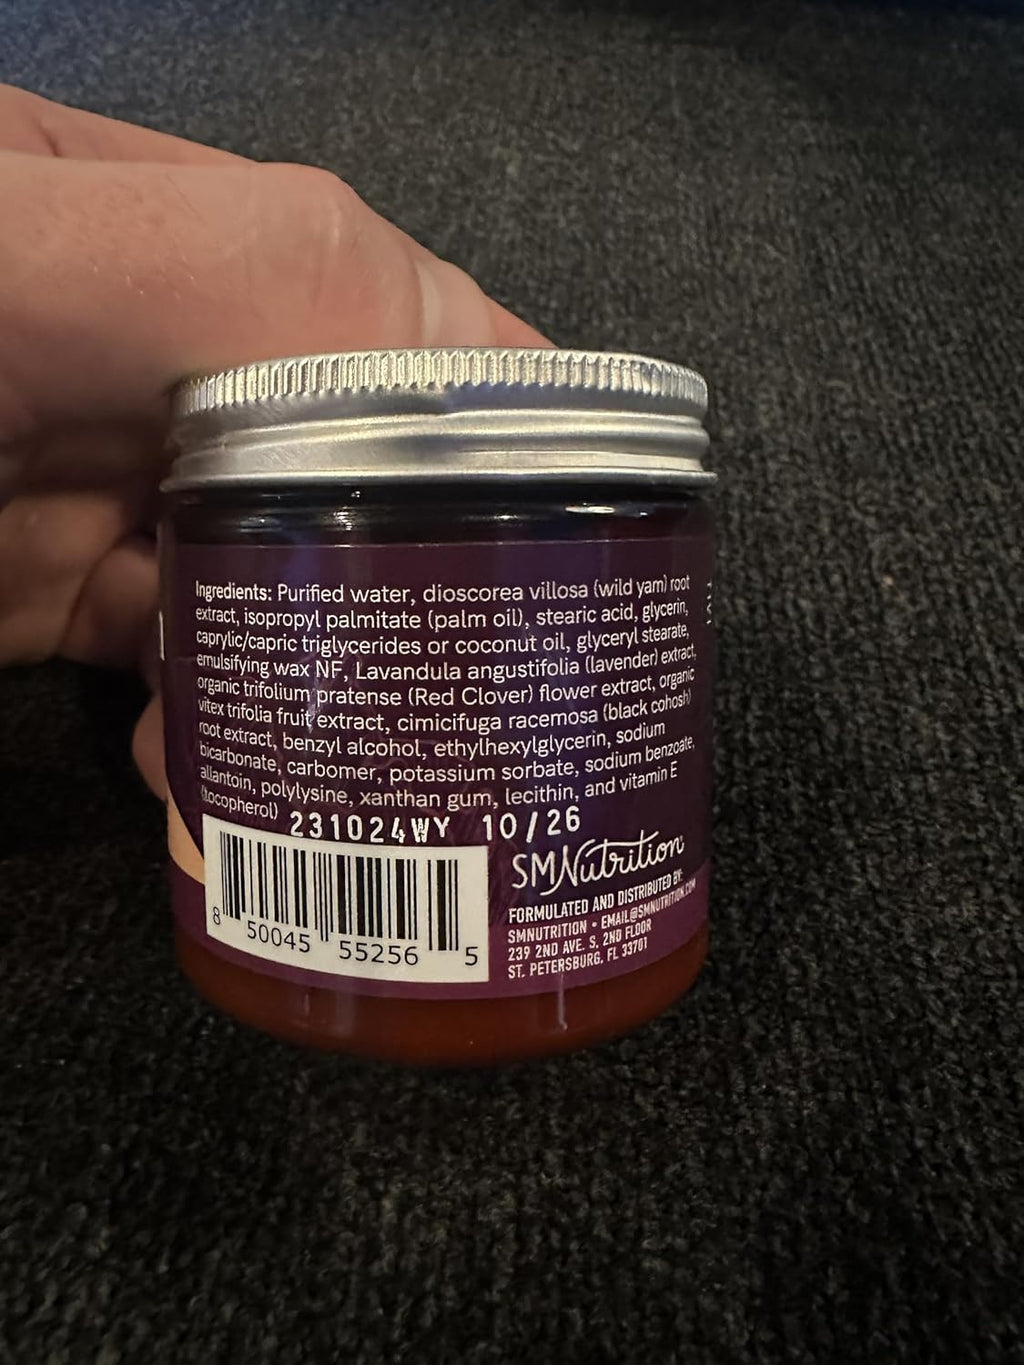 Ingredients: Purified water, dioscorea villosa (wild yam) root
extract, isopropyl palmitate (palm oil), stearic acid, glycerin,
caprylic/capric triglycerides or coconut oil, glyceryl stearate,
emulsifying wax NF, Lavandula angustifolia (lavender) extract,
organic trifolium pratense (Red Clover) flower extract, organic
vitex trifolia fruit extract, cimicifuga racemosa (black cohosh)
root extract, benzyl alcohol, ethylhexylglycerin, sodium
bicarbonate, carbomer, potassium sorbate, sodium benzoate,
allantoin, polylysine, xanthan gum, lecithin, and vitamin E
(tocopherol)
231024WY 10/26
8 50045 55256 5
SMNutrition
FORMULATED AND DISTRIBUTED BY:
SMNUTRITION • EMAIL@SMNUTRITION.COM
239 2ND AVE. S, 2ND FLOOR
ST. PETERSBURG, FL 33701